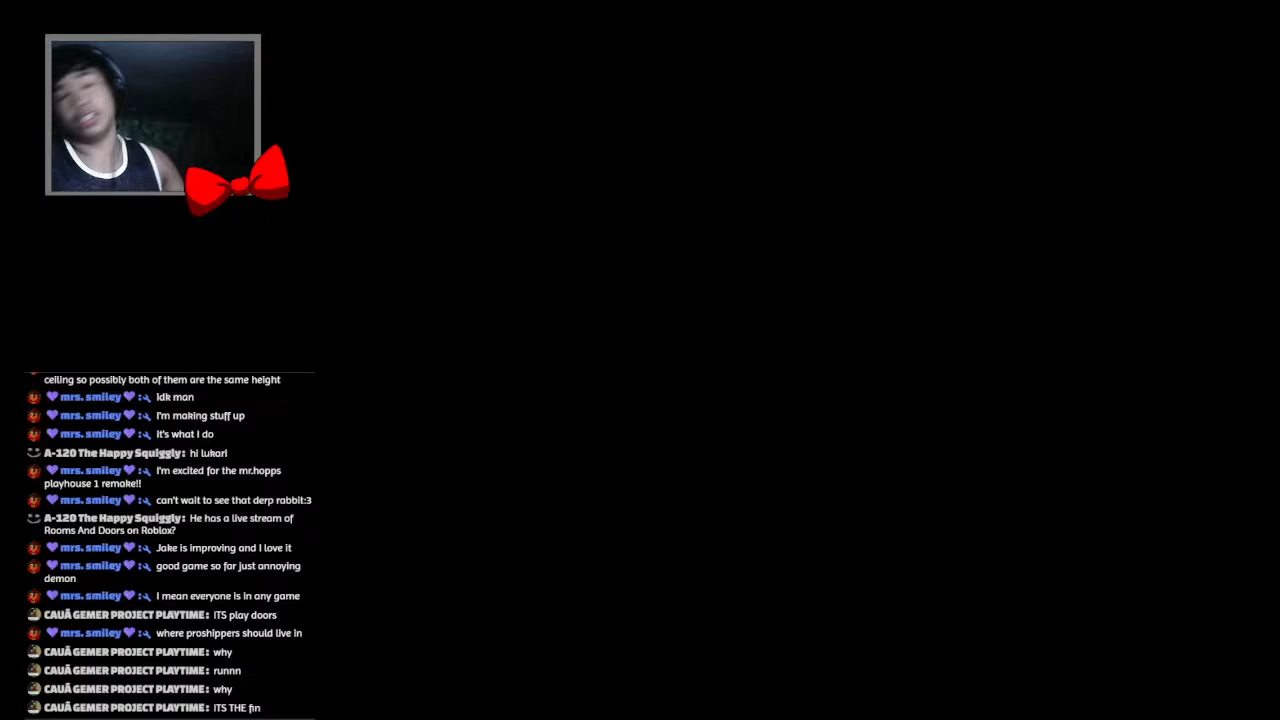 ceiling so possibly both of them are the same height
mrs. smiley : Idk man
mrs. smiley : I'm making stuff up
mrs. smiley : it's what I do
A-120 The Happy Squiggly : hi lukar!
mrs. smiley : I'm excited for the mr.hopps
playhouse 1 remake!!
mrs. smiley : can't wait to see that derp rabbit:3
A-120 The Happy Squiggly : He has a live stream of
Rooms And Doors on Roblox?
mrs. smiley : Jake is improving and I love it
mrs. smiley : good game so far just annoying
demon
mrs. smiley : I mean everyone is in any game
CAUÃ GEMER PROJECT PLAYTIME : ITS play doors
mrs. smiley : where proshippers should live in
CAUÃ GEMER PROJECT PLAYTIME : why
CAUÃ GEMER PROJECT PLAYTIME : runnn
CAUÃ GEMER PROJECT PLAYTIME : why
CAUÃ GEMER PROJECT PLAYTIME : ITS THE fin